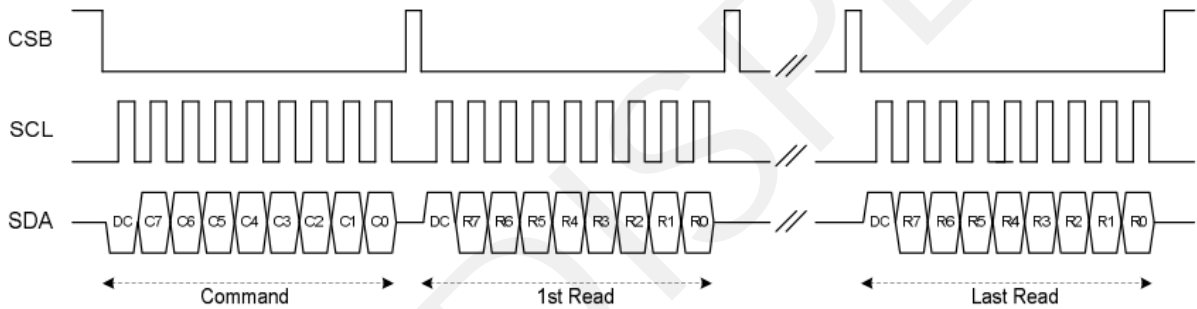 CSB
SCL
SDA DC C7 C6 C5 C4 C3 C2 C1 C0 DC R7 R6 R5 R4 R3 R2 R1 R0 DC R7 R6 R5 R4 R3 R2 R1 R0
Command 1st Read Last Read